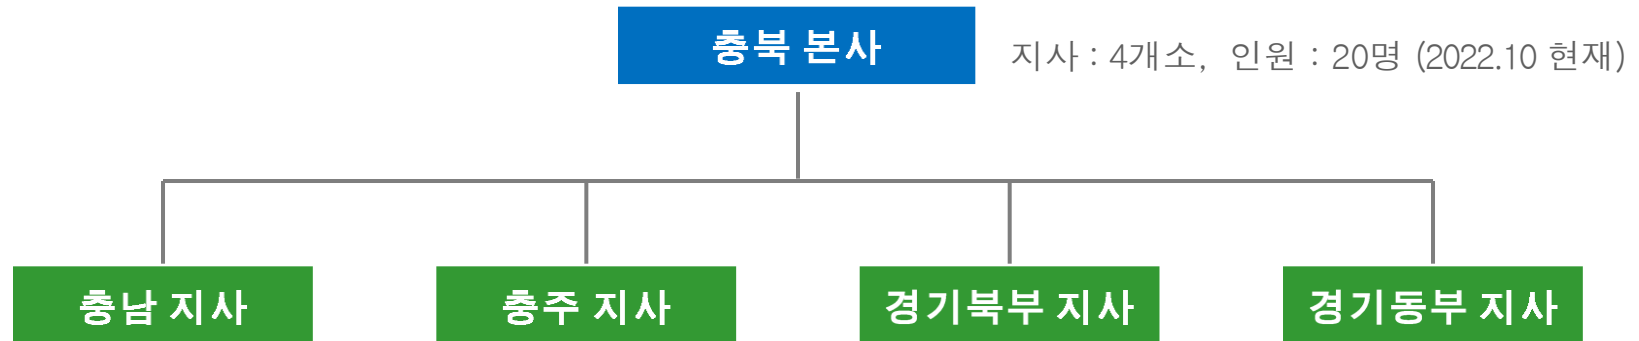 충북 본사
지사 : 4개소, 인원 : 20명 (2022.10 현재)
충남 지사
충주 지사
경기북부 지사
경기동부 지사